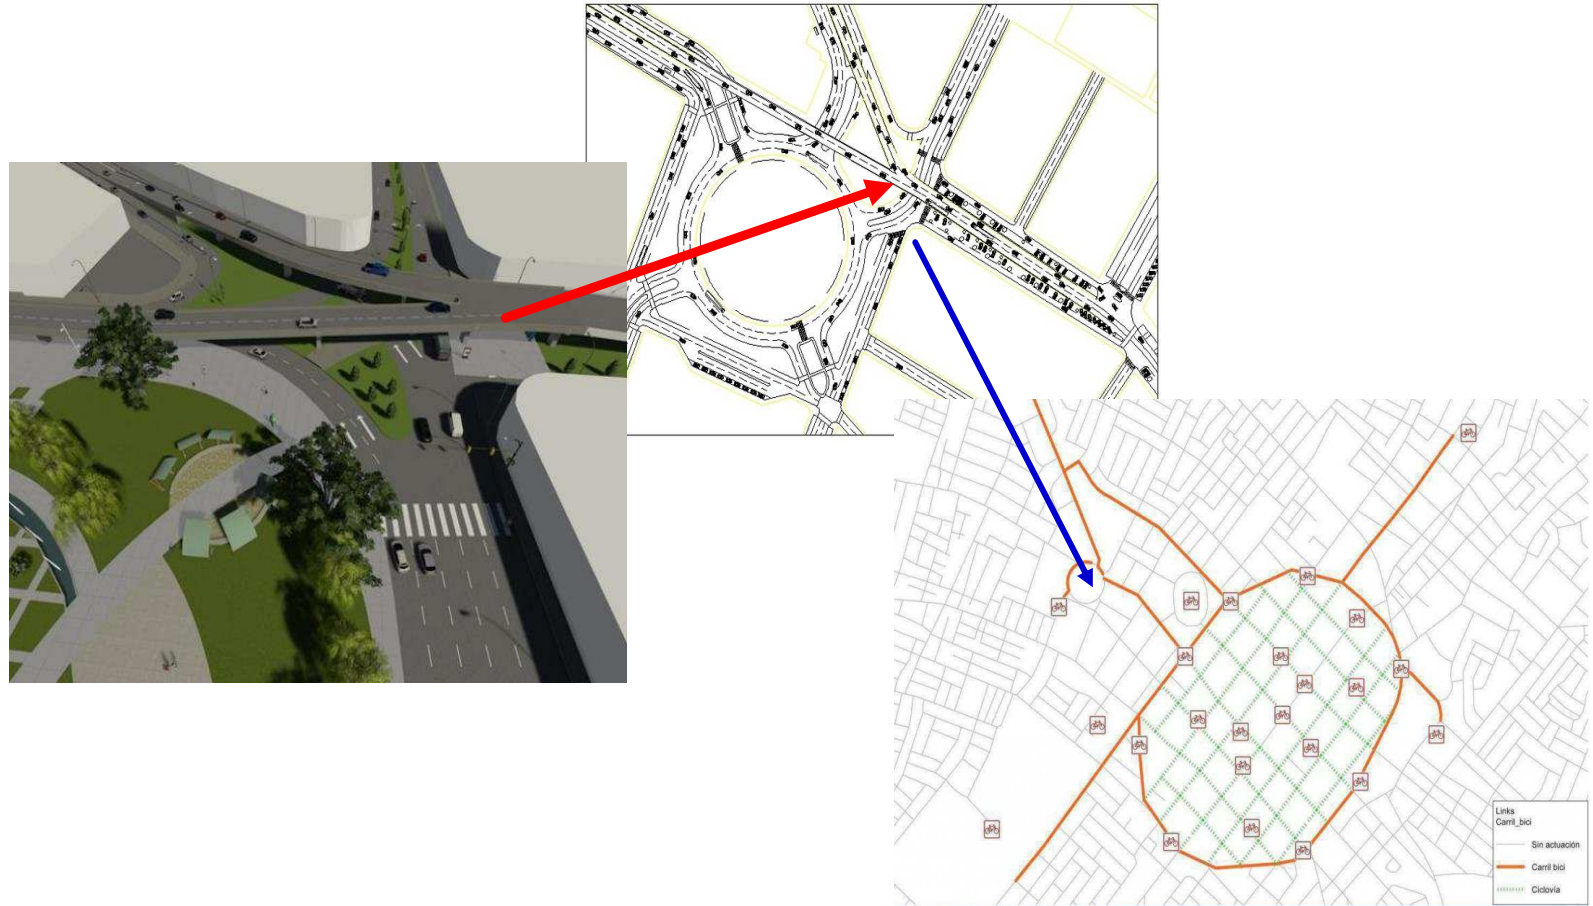 Links
Carril_bici
Sin actuación
Carril bici
Ciclovía